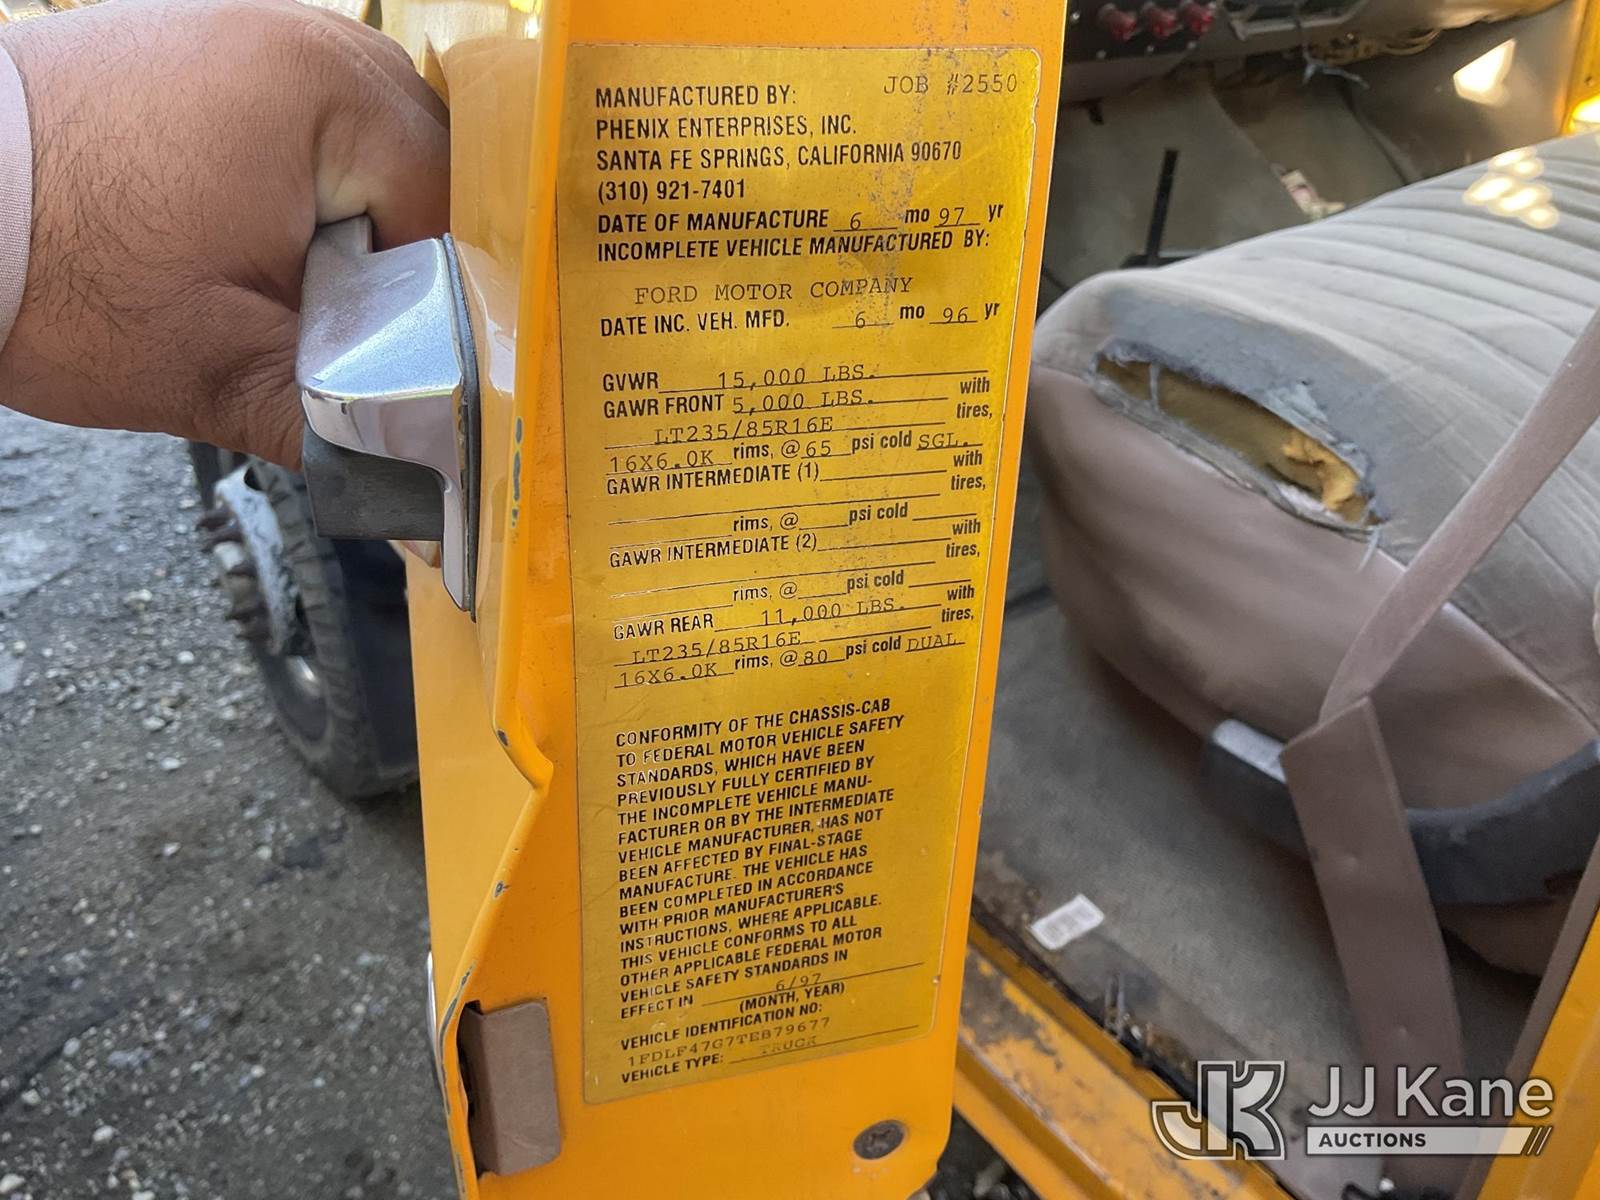 JOB #2550
MANUFACTURED BY:
PHENIX ENTERPRISES, INC.
SANTA FE SPRINGS, CALIFORNIA 90670
(310) 921-7401
DATE OF MANUFACTURE 6 mo 97 yr
INCOMPLETE VEHICLE MANUFACTURED BY:
FORD MOTOR COMPANY
DATE INC. VEH. MFD. 6 mo 96 yr
GVWR 15,000 LBS.
GAWR FRONT 5,000 LBS. with
LT235/85R16E tires,
16X6.0K rims, @ 65 psi cold SGL.
GAWR INTERMEDIATE (1) with
tires,
rims, @ psi cold
GAWR INTERMEDIATE (2) with
tires,
rims, @ psi cold
GAWR REAR 11,000 LBS. with
LT235/85R16E tires,
16X6.0K rims, @ 80 psi cold DUAL
CONFORMITY OF THE CHASSIS-CAB
TO FEDERAL MOTOR VEHICLE SAFETY
STANDARDS, WHICH HAVE BEEN
PREVIOUSLY FULLY CERTIFIED BY
THE INCOMPLETE VEHICLE MANU-
FACTURER OR BY THE INTERMEDIATE
VEHICLE MANUFACTURER, HAS NOT
BEEN AFFECTED BY FINAL-STAGE
MANUFACTURE. THE VEHICLE HAS
BEEN COMPLETED IN ACCORDANCE
WITH PRIOR MANUFACTURER'S
INSTRUCTIONS, WHERE APPLICABLE.
THIS VEHICLE CONFORMS TO ALL
OTHER APPLICABLE FEDERAL MOTOR
VEHICLE SAFETY STANDARDS IN
EFFECT IN 6/97
(MONTH, YEAR)
VEHICLE IDENTIFICATION NO:
1FDLF47G7TEB79677
VEHICLE TYPE: TRUCK
JK JJ Kane
AUCTIONS